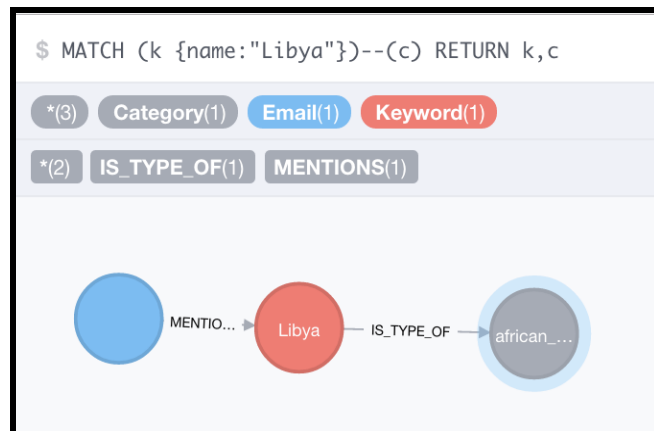 $ MATCH (k {name:"Libya"})--(c) RETURN k,c
*(3) Category(1) Email(1) Keyword(1)
*(2) IS_TYPE_OF(1) MENTIONS(1)
MENTIO... Libya IS_TYPE_OF african_...